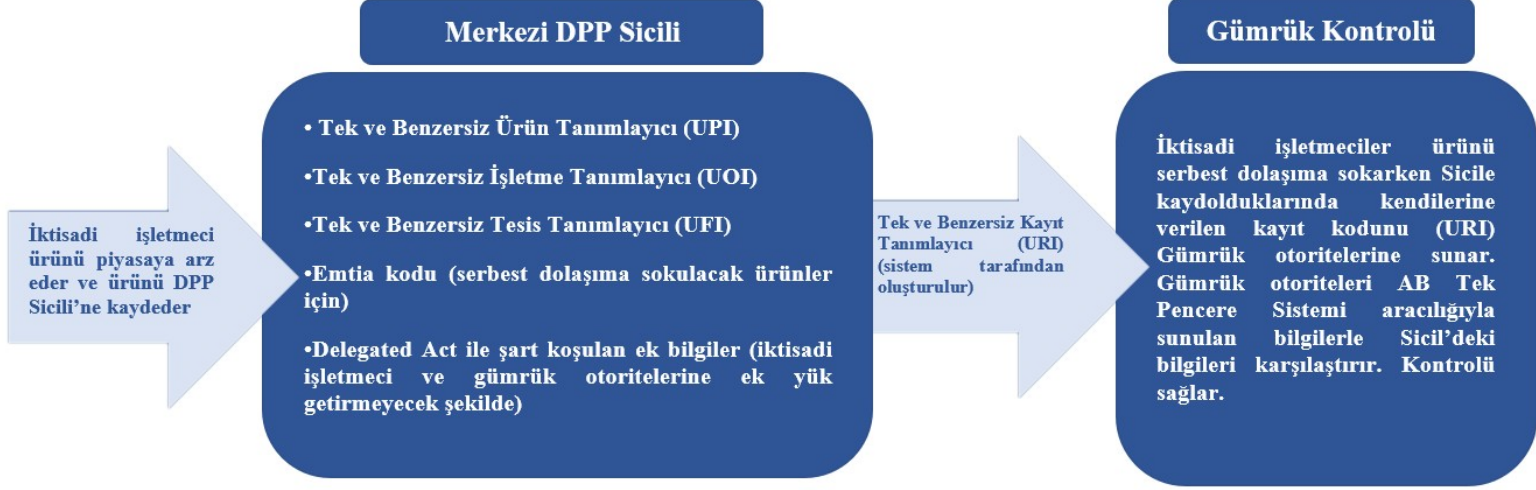 İktisadi işletmeci
ürünü piyasaya arz
eder ve ürünü DPP
Sicili’ne kaydeder
Merkezi DPP Sicili
• Tek ve Benzersiz Ürün Tanımlayıcı (UPI)
•Tek ve Benzersiz İşletme Tanımlayıcı (UOI)
•Tek ve Benzersiz Tesis Tanımlayıcı (UFI)
•Emtia kodu (serbest dolaşıma sokulacak ürünler
için)
•Delegated Act ile şart koşulan ek bilgiler (iktisadi
işletmeci ve gümrük otoritelerine ek yük
getirmeyecek şekilde)
Tek ve Benzersiz Kayıt
Tanımlayıcı (URI)
(sistem tarafından
oluşturulur)
Gümrük Kontrolü
İktisadi işletmeciler ürünü
serbest dolaşıma sokarken Sicile
kaydolduklarında kendilerine
verilen kayıt kodunu (URI)
Gümrük otoritelerine sunar.
Gümrük otoriteleri AB Tek
Pencere Sistemi aracılığıyla
sunulan bilgilerle Sicil’deki
bilgileri karşılaştırır. Kontrolü
sağlar.